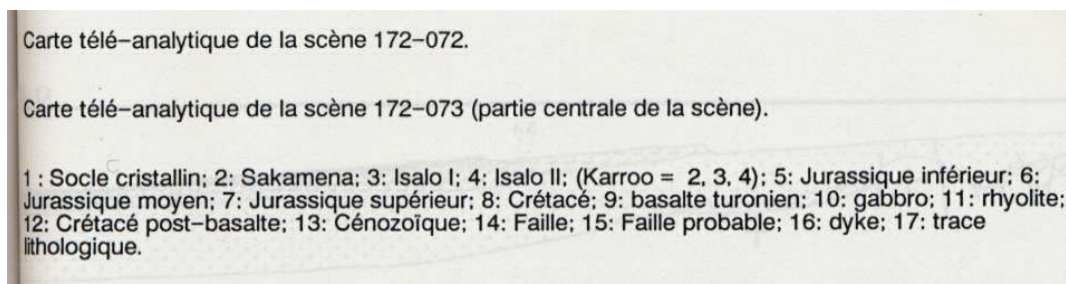 Carte télé-analytique de la scène 172-072.
Carte télé-analytique de la scène 172-073 (partie centrale de la scène).
1 : Socle cristallin; 2: Sakamena; 3: Isalo I; 4: Isalo II; (Karroo = 2, 3, 4); 5: Jurassique inférieur; 6:
Jurassique moyen; 7: Jurassique supérieur; 8: Crétacé; 9: basalte turonien; 10: gabbro; 11: rhyolite;
12: Crétacé post-basalte; 13: Cénozoïque; 14: Faille; 15: Faille probable; 16: dyke; 17: trace
lithologique.